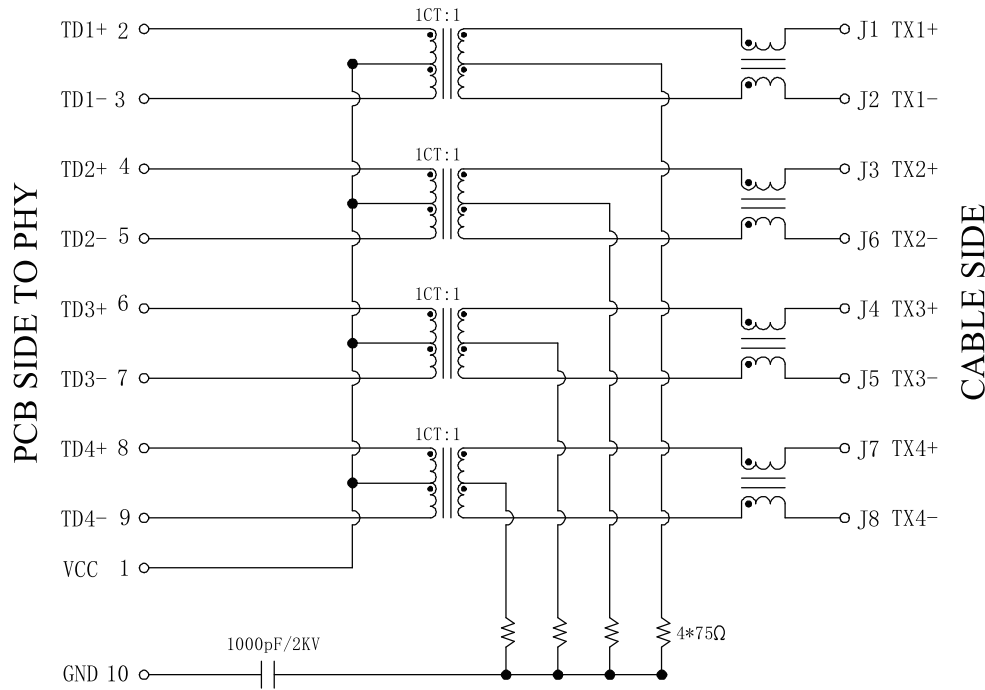 1CT:1
TD1+ 2
J1 TX1+
TD1- 3
J2 TX1-
1CT:1
TD2+ 4
J3 TX2+
TD2- 5
J6 TX2-
1CT:1
TD3+ 6
J4 TX3+
TD3- 7
J5 TX3-
1CT:1
TD4+ 8
J7 TX4+
TD4- 9
J8 TX4-
VCC 1
4*75Ω
1000pF/2KV
GND 10
PCB SIDE TO PHY
CABLE SIDE